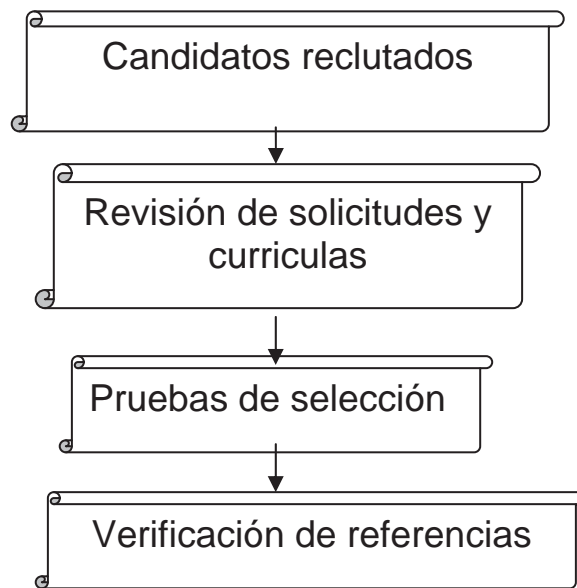 Candidatos reclutados
Revisión de solicitudes y
curriculas
Pruebas de selección
Verificación de referencias